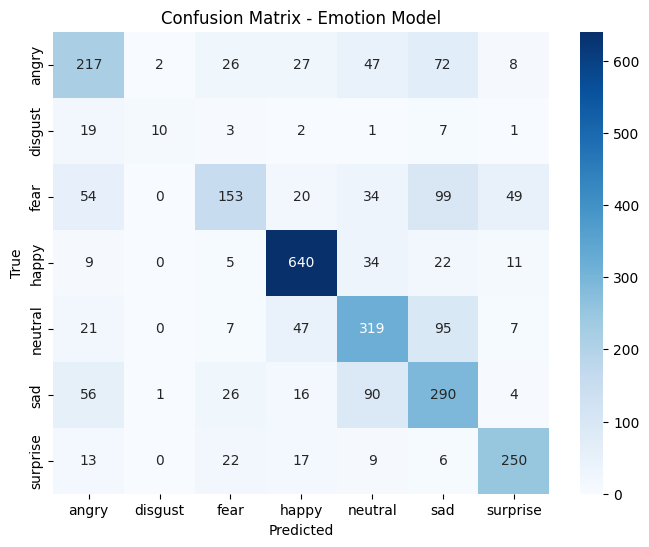 Confusion Matrix - Emotion Model
True
angry 217 2 26 27 47 72 8
disgust 19 10 3 2 1 7 1
fear 54 0 153 20 34 99 49
happy 9 0 5 640 34 22 11
neutral 21 0 7 47 319 95 7
sad 56 1 26 16 90 290 4
surprise 13 0 22 17 9 6 250
angry disgust fear happy neutral sad surprise
Predicted
600
500
400
300
200
100
0